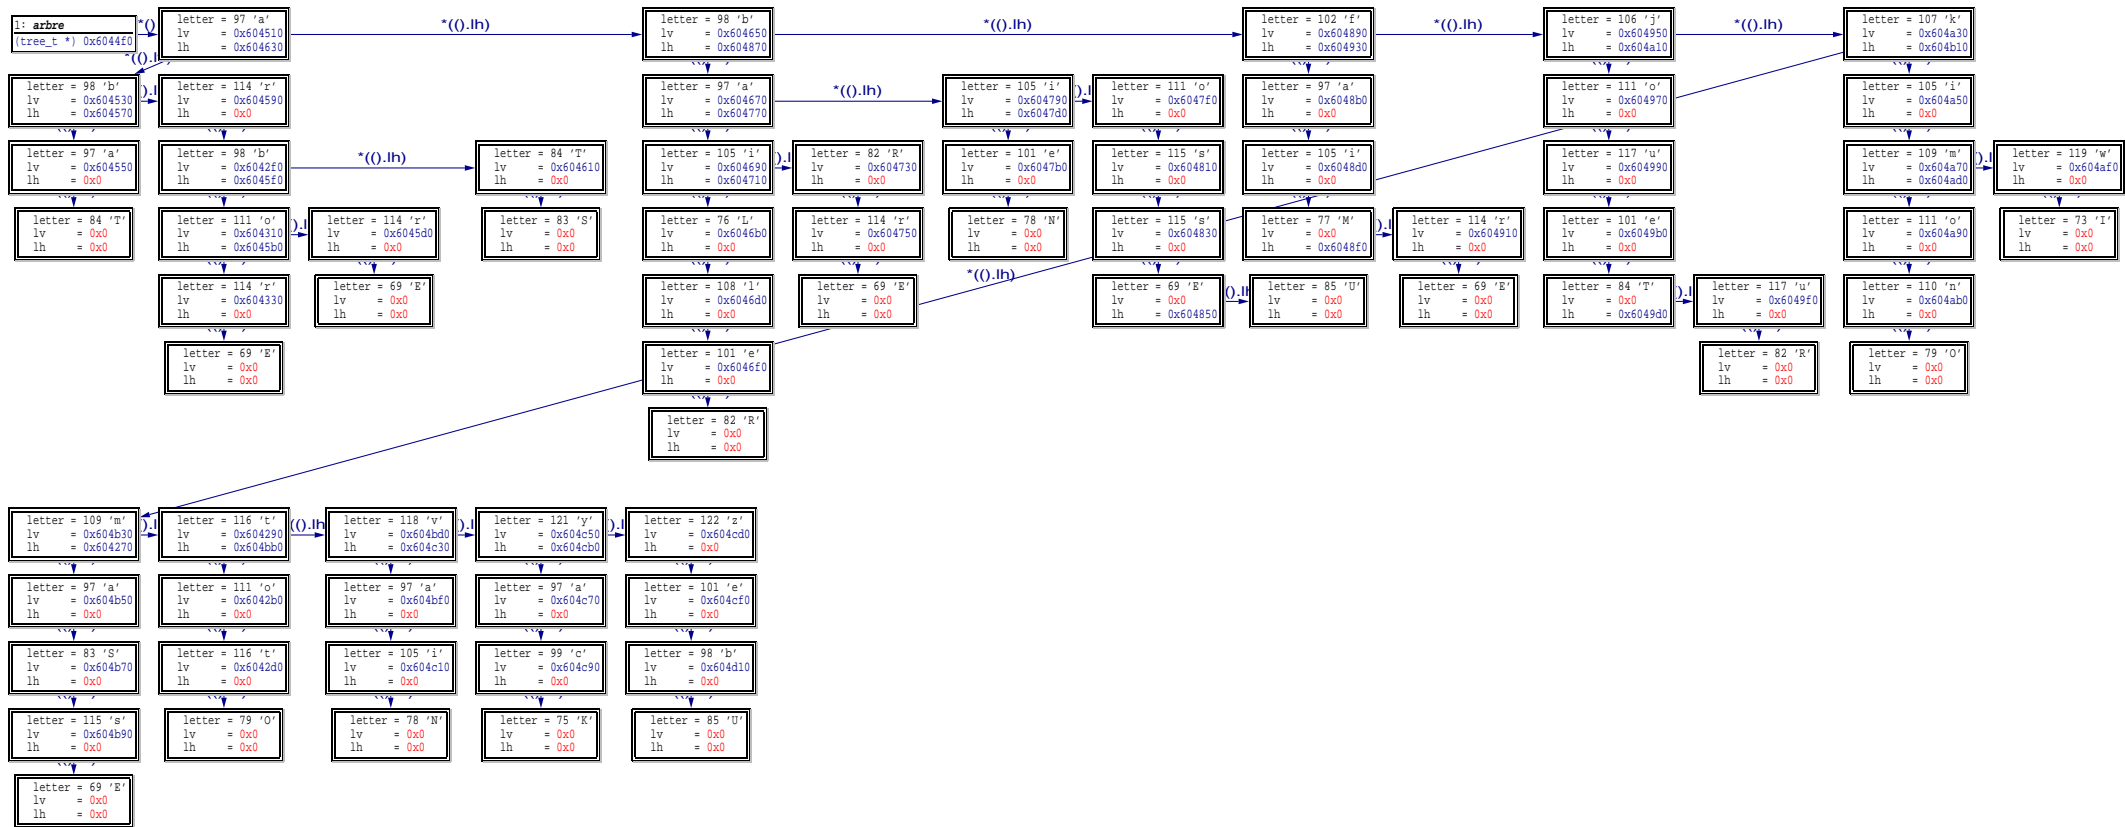 1: arbre
(tree_t *) 0x6044f0
*()
letter = 97 'a'
lv = 0x604510
lh = 0x604630
*(().lh)
letter = 98 'b'
lv = 0x604650
lh = 0x604870
*(().lh)
letter = 102 'f'
lv = 0x604890
lh = 0x604930
*(().lh)
letter = 106 'j'
lv = 0x604950
lh = 0x604a10
*(().lh)
letter = 107 'k'
lv = 0x604a30
lh = 0x604b10
letter = 98 'b'
lv = 0x604530
lh = 0x604570
letter = 114 'r'
lv = 0x604590
lh = 0x0
letter = 97 'a'
lv = 0x604670
lh = 0x604770
*(().lh)
letter = 105 'i'
lv = 0x604790
lh = 0x6047d0
letter = 111 'o'
lv = 0x6047f0
lh = 0x0
letter = 97 'a'
lv = 0x6048b0
lh = 0x0
letter = 111 'o'
lv = 0x604970
lh = 0x0
letter = 105 'i'
lv = 0x604a50
lh = 0x0
letter = 97 'a'
lv = 0x604550
lh = 0x0
letter = 98 'b'
lv = 0x6042f0
lh = 0x6045f0
*(().lh)
letter = 84 'T'
lv = 0x604610
lh = 0x0
letter = 105 'i'
lv = 0x604690
lh = 0x604710
letter = 82 'R'
lv = 0x604730
lh = 0x0
letter = 101 'e'
lv = 0x6047b0
lh = 0x0
letter = 115 's'
lv = 0x604810
lh = 0x0
letter = 105 'i'
lv = 0x6048d0
lh = 0x0
letter = 117 'u'
lv = 0x604990
lh = 0x0
letter = 109 'm'
lv = 0x604a70
lh = 0x604ad0
letter = 119 'w'
lv = 0x604af0
lh = 0x0
letter = 84 'T'
lv = 0x0
lh = 0x0
letter = 111 'o'
lv = 0x604310
lh = 0x6045b0
letter = 114 'r'
lv = 0x6045d0
lh = 0x0
letter = 83 'S'
lv = 0x0
lh = 0x0
letter = 76 'L'
lv = 0x6046b0
lh = 0x0
letter = 114 'r'
lv = 0x604750
lh = 0x0
letter = 78 'N'
lv = 0x0
lh = 0x0
letter = 115 's'
lv = 0x604830
lh = 0x0
letter = 77 'M'
lv = 0x0
lh = 0x6048f0
letter = 114 'r'
lv = 0x604910
lh = 0x0
letter = 101 'e'
lv = 0x6049b0
lh = 0x0
letter = 111 'o'
lv = 0x604a90
lh = 0x0
letter = 73 'I'
lv = 0x0
lh = 0x0
letter = 114 'r'
lv = 0x604330
lh = 0x0
letter = 69 'E'
lv = 0x0
lh = 0x0
letter = 108 'l'
lv = 0x6046d0
lh = 0x0
letter = 69 'E'
lv = 0x0
lh = 0x0
*(().lh)
letter = 69 'E'
lv = 0x0
lh = 0x604850
letter = 85 'U'
lv = 0x0
lh = 0x0
letter = 69 'E'
lv = 0x0
lh = 0x0
letter = 84 'T'
lv = 0x0
lh = 0x6049d0
letter = 117 'u'
lv = 0x6049f0
lh = 0x0
letter = 110 'n'
lv = 0x604ab0
lh = 0x0
letter = 69 'E'
lv = 0x0
lh = 0x0
letter = 101 'e'
lv = 0x6046f0
lh = 0x0
letter = 82 'R'
lv = 0x0
lh = 0x0
letter = 79 'O'
lv = 0x0
lh = 0x0
letter = 82 'R'
lv = 0x0
lh = 0x0
letter = 109 'm'
lv = 0x604b30
lh = 0x604270
letter = 116 't'
lv = 0x604290
lh = 0x604bb0
(().lh
letter = 118 'v'
lv = 0x604bd0
lh = 0x604c30
letter = 121 'y'
lv = 0x604c50
lh = 0x604cb0
letter = 122 'z'
lv = 0x604cd0
lh = 0x0
letter = 97 'a'
lv = 0x604b50
lh = 0x0
letter = 111 'o'
lv = 0x6042b0
lh = 0x0
letter = 97 'a'
lv = 0x604bf0
lh = 0x0
letter = 97 'a'
lv = 0x604c70
lh = 0x0
letter = 101 'e'
lv = 0x604cf0
lh = 0x0
letter = 83 'S'
lv = 0x604b70
lh = 0x0
letter = 116 't'
lv = 0x6042d0
lh = 0x0
letter = 105 'i'
lv = 0x604c10
lh = 0x0
letter = 99 'c'
lv = 0x604c90
lh = 0x0
letter = 98 'b'
lv = 0x604d10
lh = 0x0
letter = 115 's'
lv = 0x604b90
lh = 0x0
letter = 79 'O'
lv = 0x0
lh = 0x0
letter = 78 'N'
lv = 0x0
lh = 0x0
letter = 75 'K'
lv = 0x0
lh = 0x0
letter = 85 'U'
lv = 0x0
lh = 0x0
letter = 69 'E'
lv = 0x0
lh = 0x0